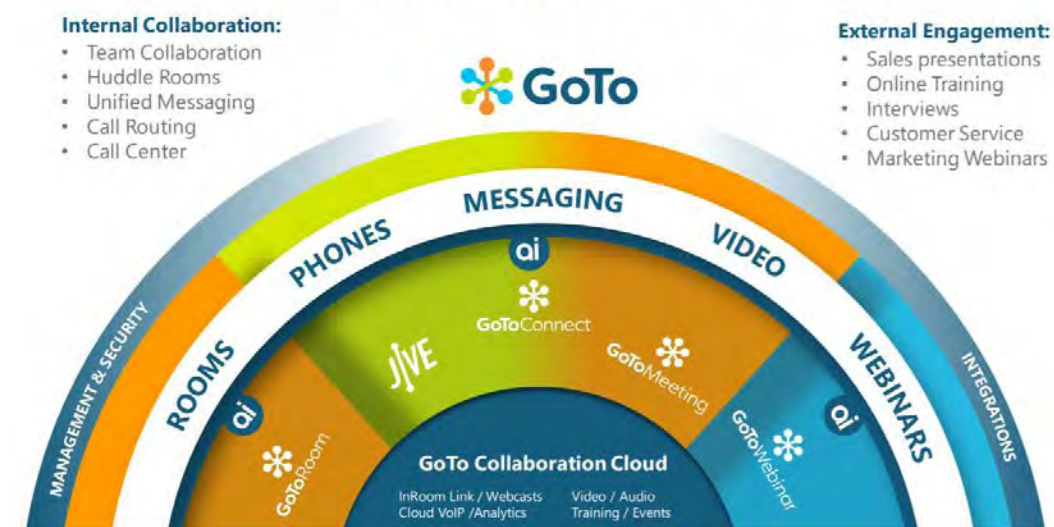 Internal Collaboration:
• Team Collaboration
• Huddle Rooms
• Unified Messaging
• Call Routing
• Call Center
GoTo
External Engagement:
• Sales presentations
• Online Training
• Interviews
• Customer Service
• Marketing Webinars
MANAGEMENT & SECURITY
ROOMS
PHONES
MESSAGING
VIDEO
WEBINARS
INTEGRATIONS
ai
ai
ai
GoToRoom
JIVE
GoToConnect
GoToMeeting
GoToWebinar
GoTo Collaboration Cloud
InRoom Link / Webcasts
Cloud VoIP /Analytics
Video / Audio
Training / Events